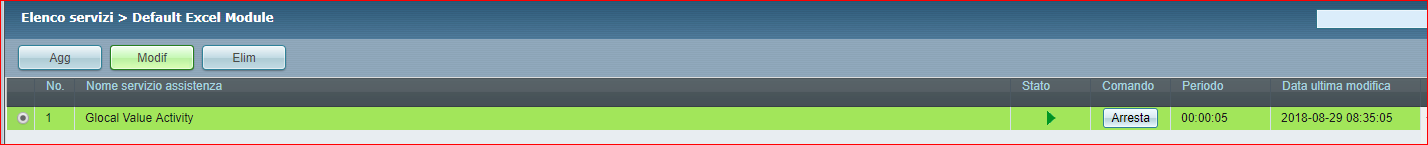 Elenco servizi > Default Excel Module
Agg Modif Elim
No. Nome servizio assistenza Stato Comando Periodo Data ultima modifica
1 Glocal Value Activity Arresta 00:00:05 2018-08-29 08:35:05